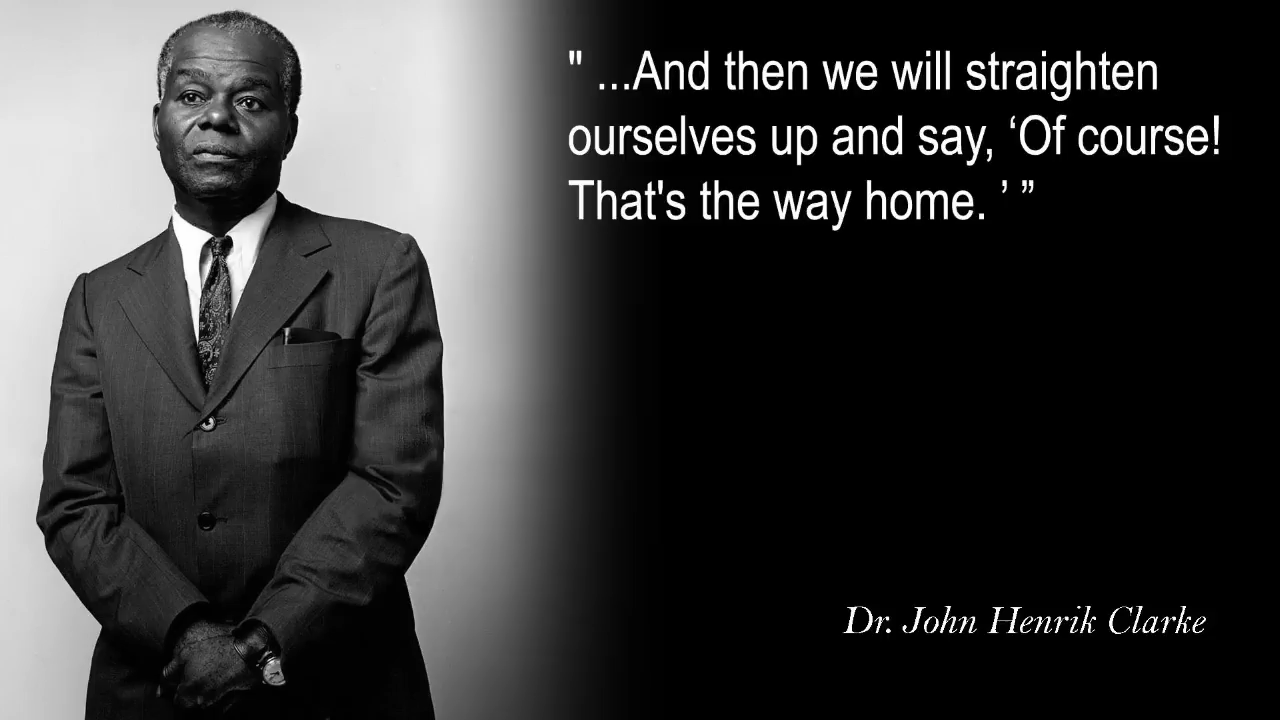 " ...And then we will straighten
ourselves up and say, ‘Of course!
That's the way home. ’ ”
Dr. John Henrik Clarke